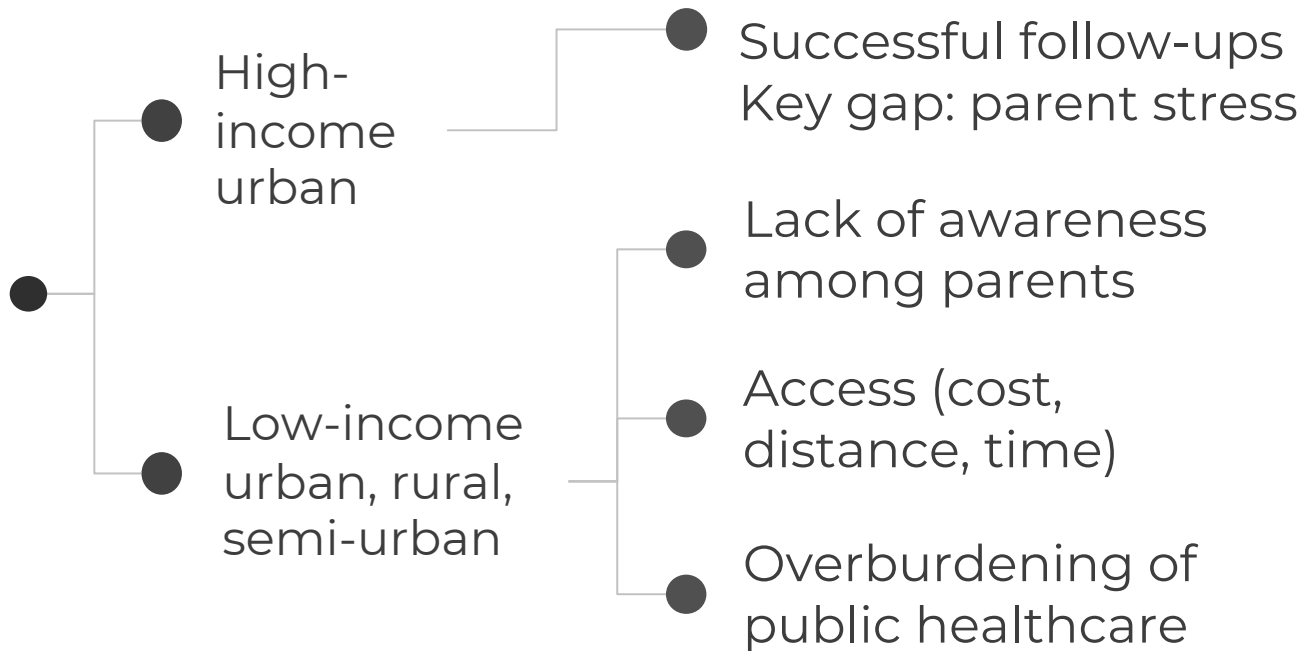 High-
income
urban
Successful follow-ups
Key gap: parent stress
Low-income
urban, rural,
semi-urban
Lack of awareness
among parents
Access (cost,
distance, time)
Overburdening of
public healthcare